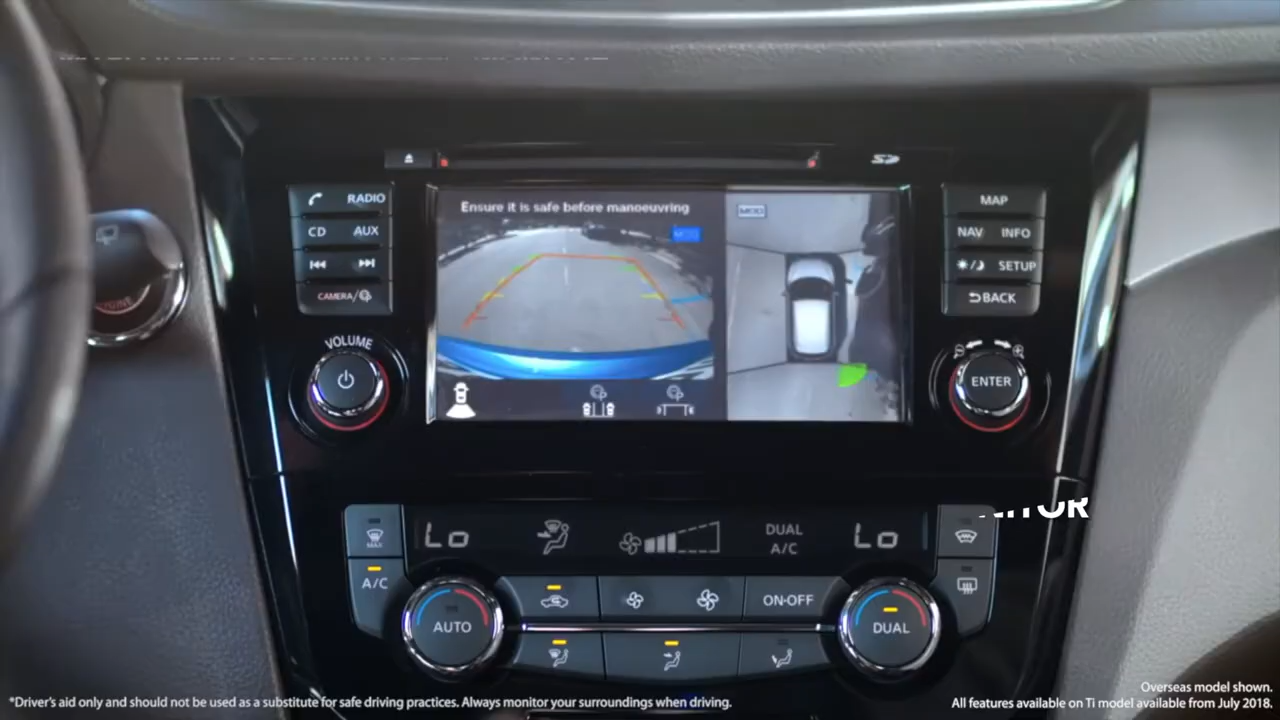 RADIO
CD AUX
CAMERA/
VOLUME
Ensure it is safe before manoeuvring
MOD
MOD
MAP
NAV INFO
SETUP
BACK
ENTER
MAX
A/C
Lo
DUAL
A/C
Lo
AUTO
ON·OFF
DUAL
*Driver's aid only and should not be used as a substitute for safe driving practices. Always monitor your surroundings when driving.
Overseas model shown.
All features available on Ti model available from July 2018.